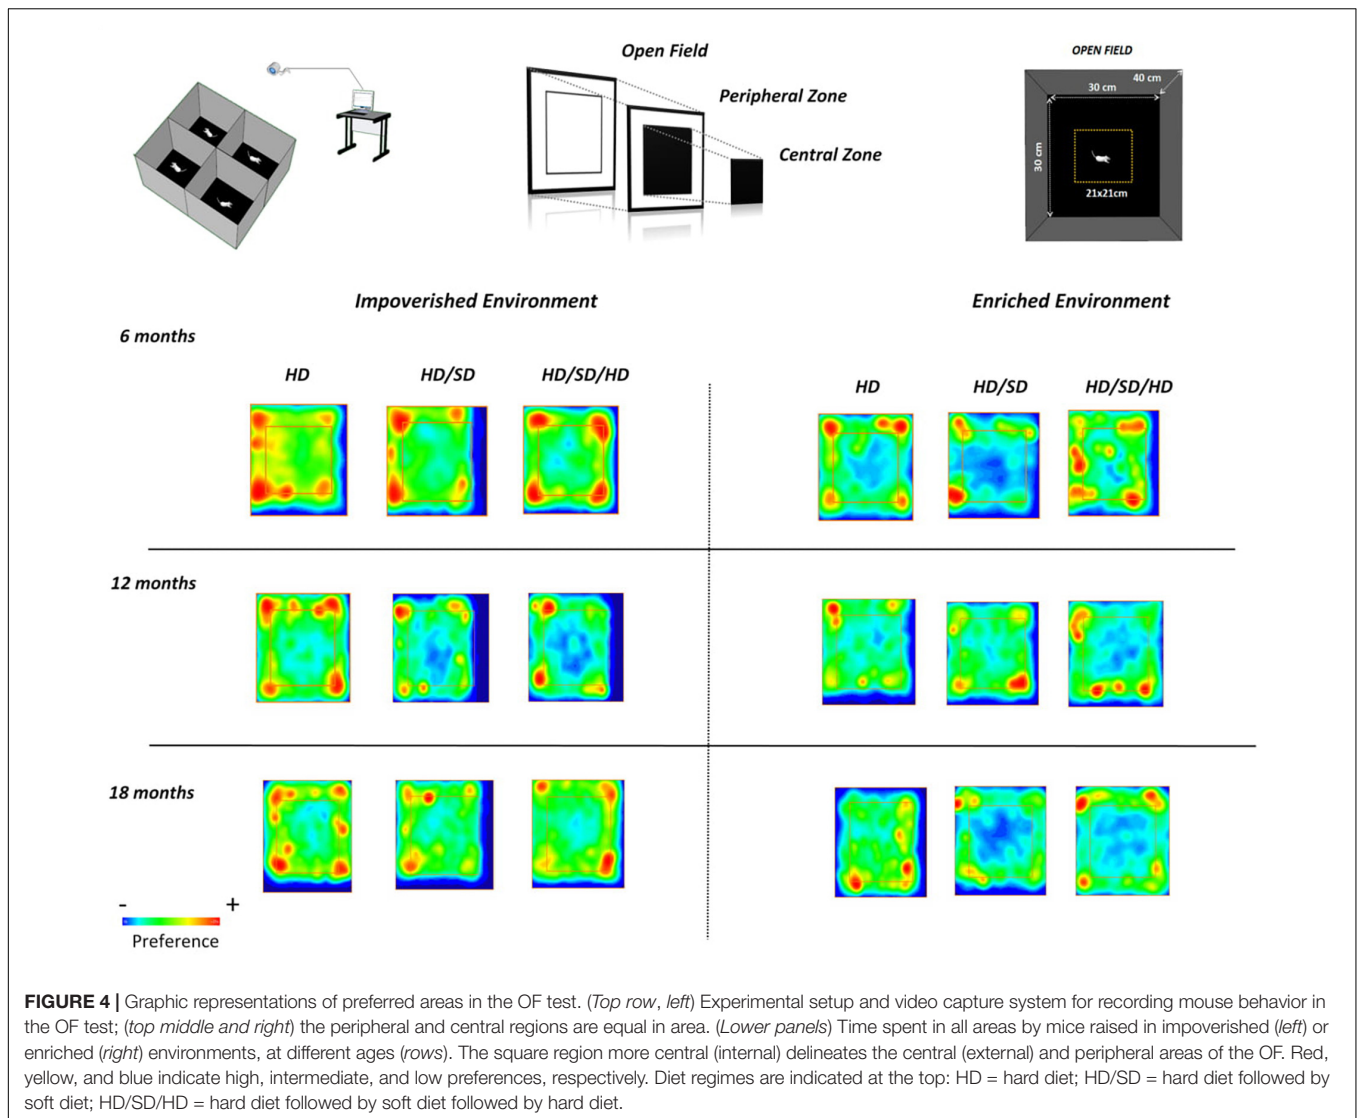 Open Field
Peripheral Zone
Central Zone
OPEN FIELD
40 cm
30 cm
30 cm
21x21cm
Impoverished Environment
Enriched Environment
6 months
HD
HD/SD
HD/SD/HD
HD
HD/SD
HD/SD/HD
12 months
18 months
- +
Preference
FIGURE 4 | Graphic representations of preferred areas in the OF test. (Top row, left) Experimental setup and video capture system for recording mouse behavior in
the OF test; (top middle and right) the peripheral and central regions are equal in area. (Lower panels) Time spent in all areas by mice raised in impoverished (left) or
enriched (right) environments, at different ages (rows). The square region more central (internal) delineates the central (external) and peripheral areas of the OF. Red,
yellow, and blue indicate high, intermediate, and low preferences, respectively. Diet regimes are indicated at the top: HD = hard diet; HD/SD = hard diet followed by
soft diet; HD/SD/HD = hard diet followed by soft diet followed by hard diet.